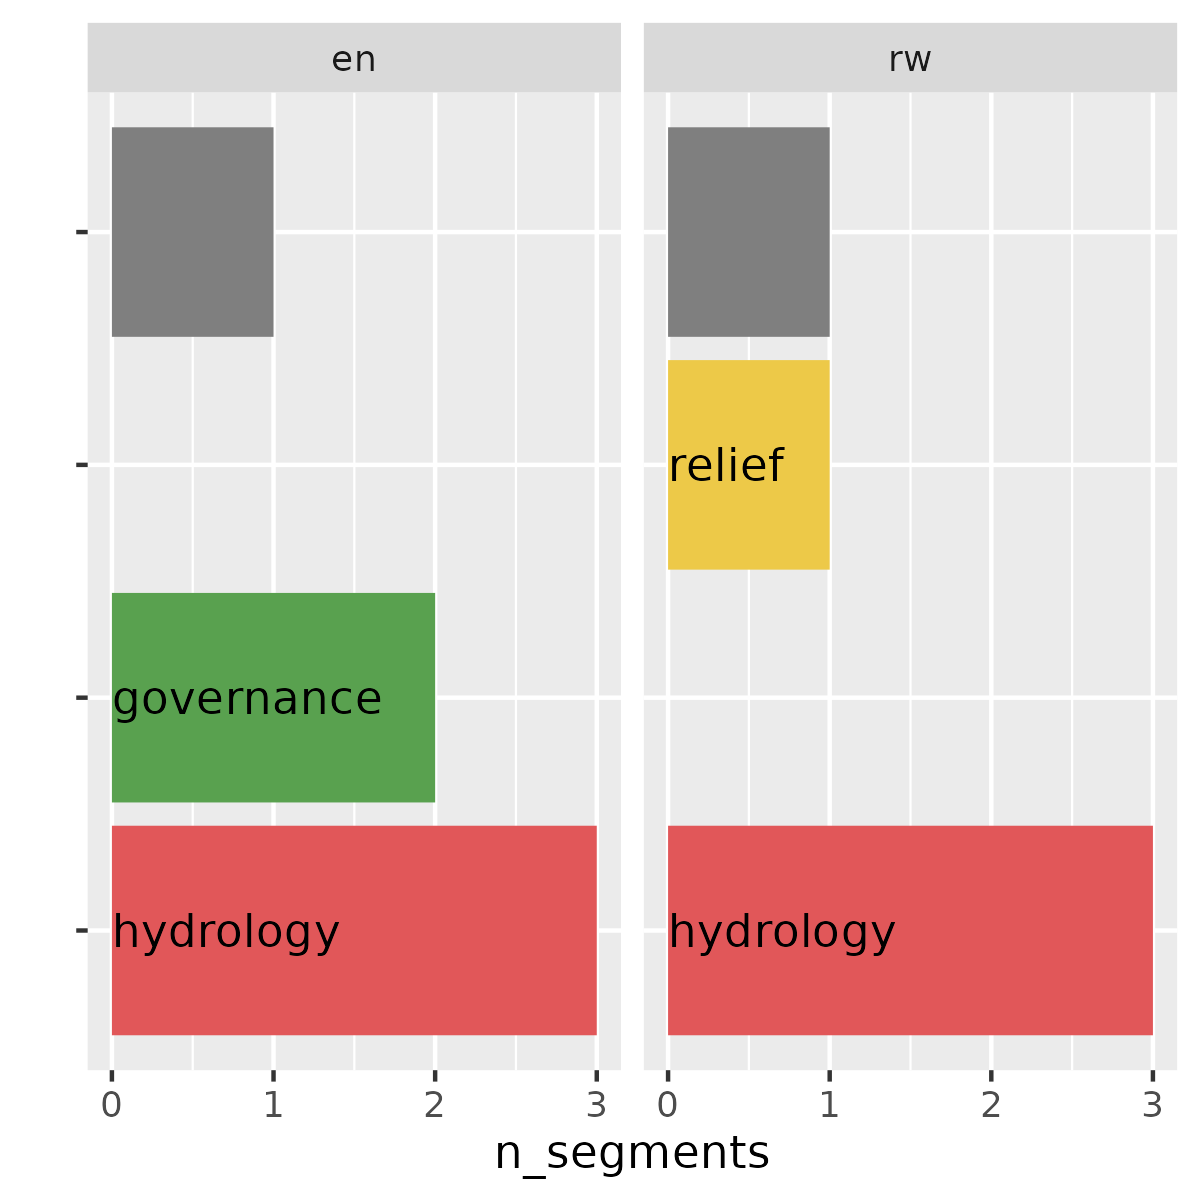 en
rw
relief
governance
hydrology
hydrology
0 1 2 3
0 1 2 3
n_segments